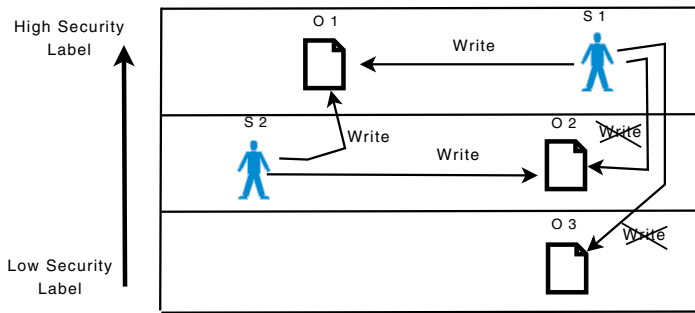 High Security
Label
O 1
S 1
Write
S 2
Write
O 2
Write
Write
O 3
Write
Low Security
Label